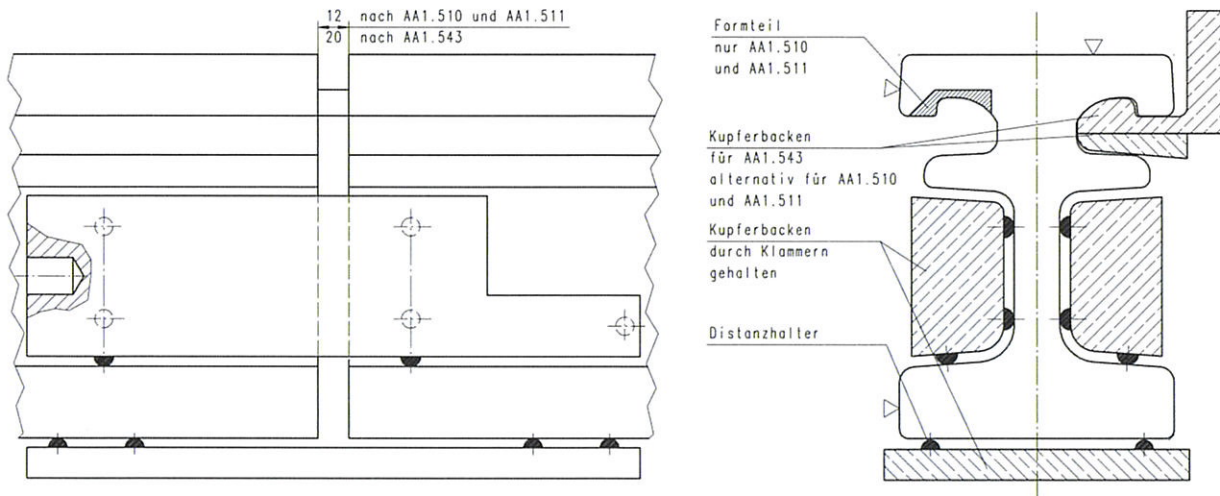 12 nach AA1.510 und AA1.511
20 nach AA1.543
Formteil
nur AA1.510
und AA1.511
Kupferbacken
für AA1.543
alternativ für AA1.510
und AA1.511
Kupferbacken
durch Klammern
gehalten
Distanzhalter